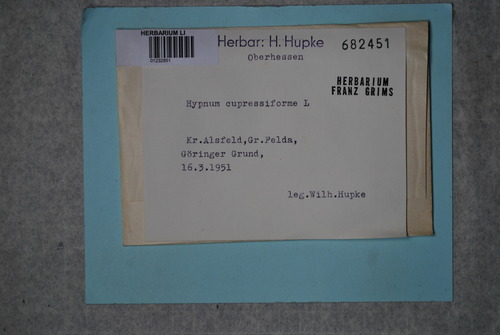 HERBARIUM LI
01232851
Herbar: H. Hupke
682451
Oberhessen
HERBARIUM
FRANZ GRIMS
Hypnum cupressiforme L
Kr.Alsfeld,Gr.Felda,
Göringer Grund,
16.3.1951
leg.Wilh.Hupke